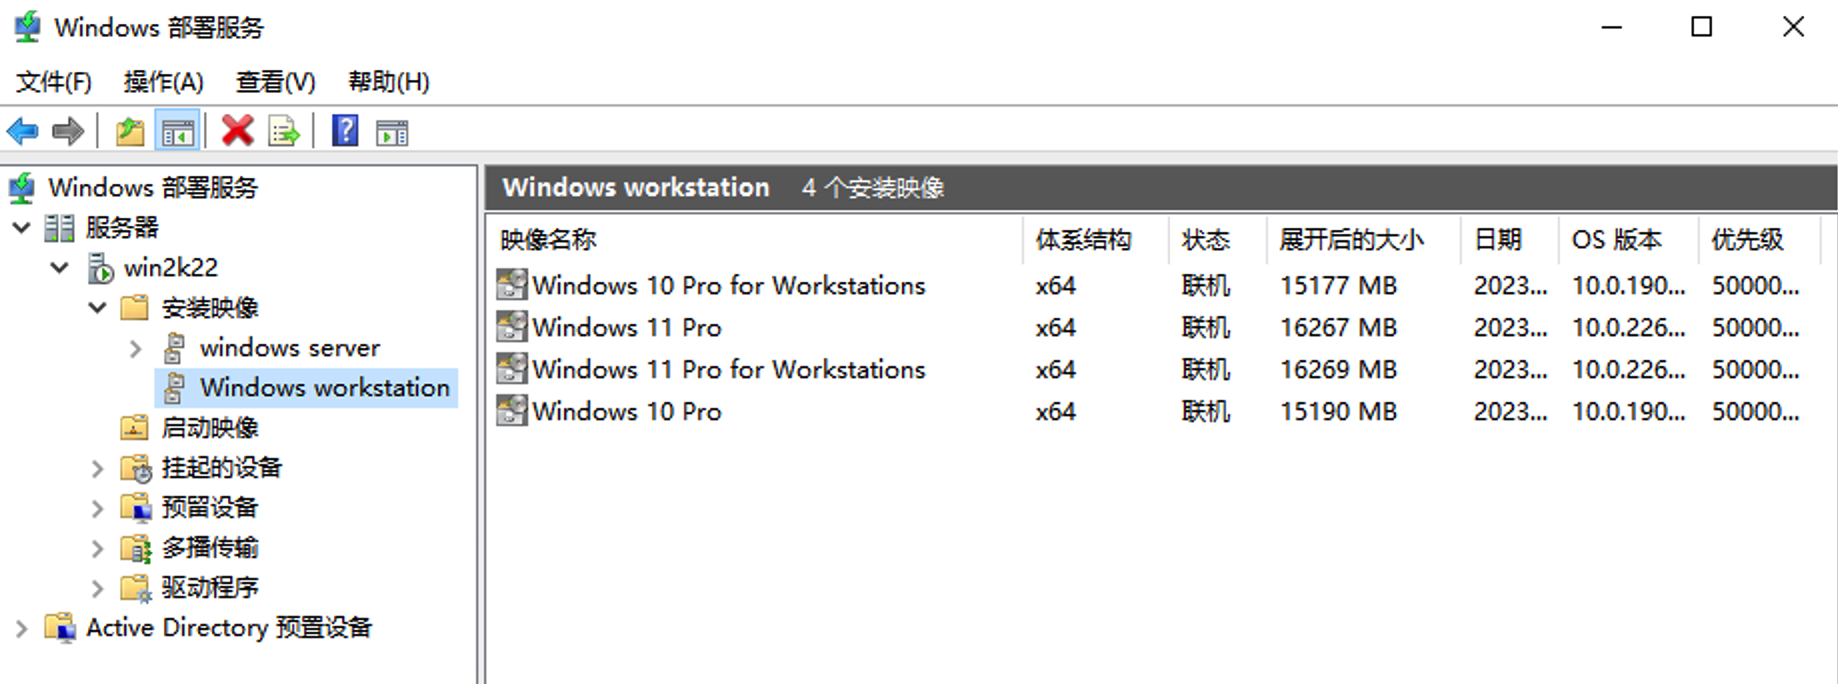 Windows 部署服务
文件(F) 操作(A) 查看(V) 帮助(H)
Windows 部署服务
服务器
win2k22
安装映像
windows server
Windows workstation
启动映像
挂起的设备
预留设备
多播传输
驱动程序
Active Directory 预置设备
Windows workstation 4 个安装映像
映像名称 体系结构 状态 展开后的大小 日期 OS 版本 优先级
Windows 10 Pro for Workstations x64 联机 15177 MB 2023... 10.0.190... 50000...
Windows 11 Pro x64 联机 16267 MB 2023... 10.0.226... 50000...
Windows 11 Pro for Workstations x64 联机 16269 MB 2023... 10.0.226... 50000...
Windows 10 Pro x64 联机 15190 MB 2023... 10.0.190... 50000...